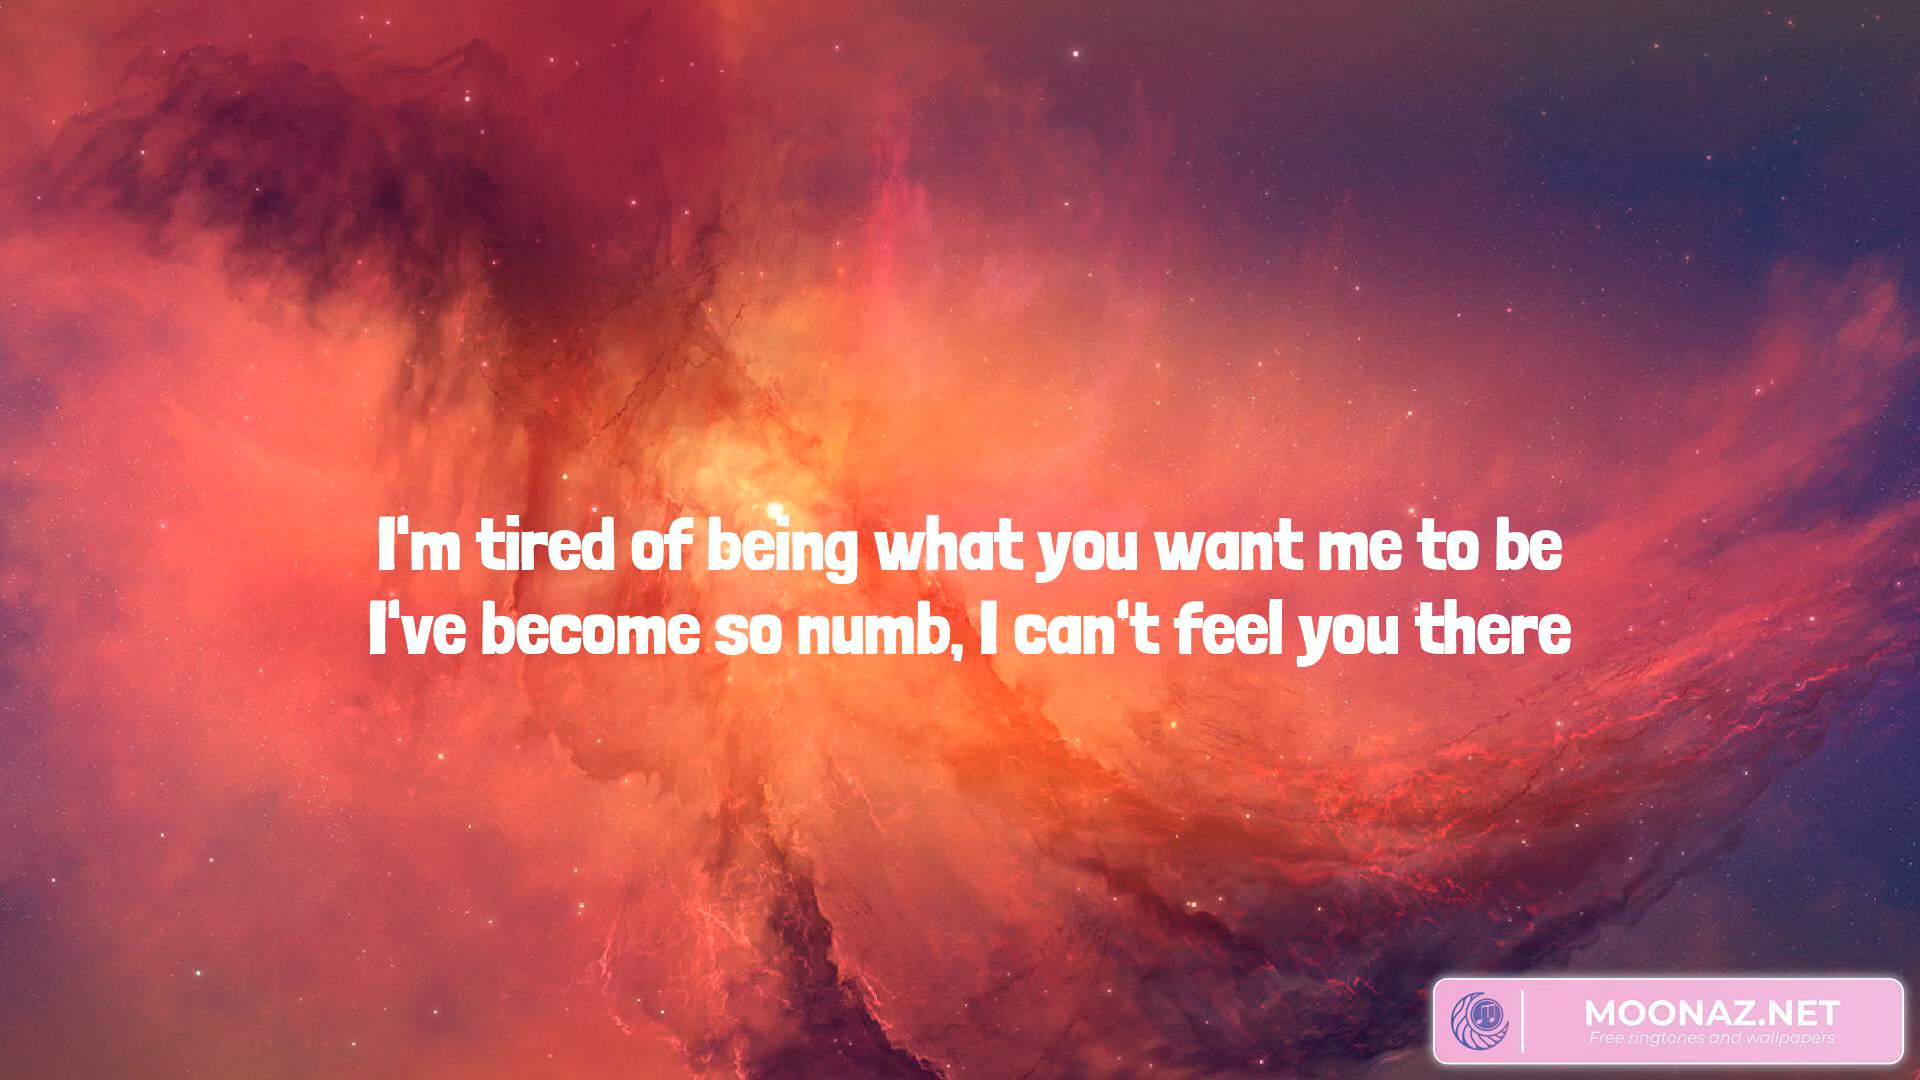 I'm tired of being what you want me to be
I've become so numb, I can't feel you there
MOONAZ.NET
Free ringtones and wallpapers